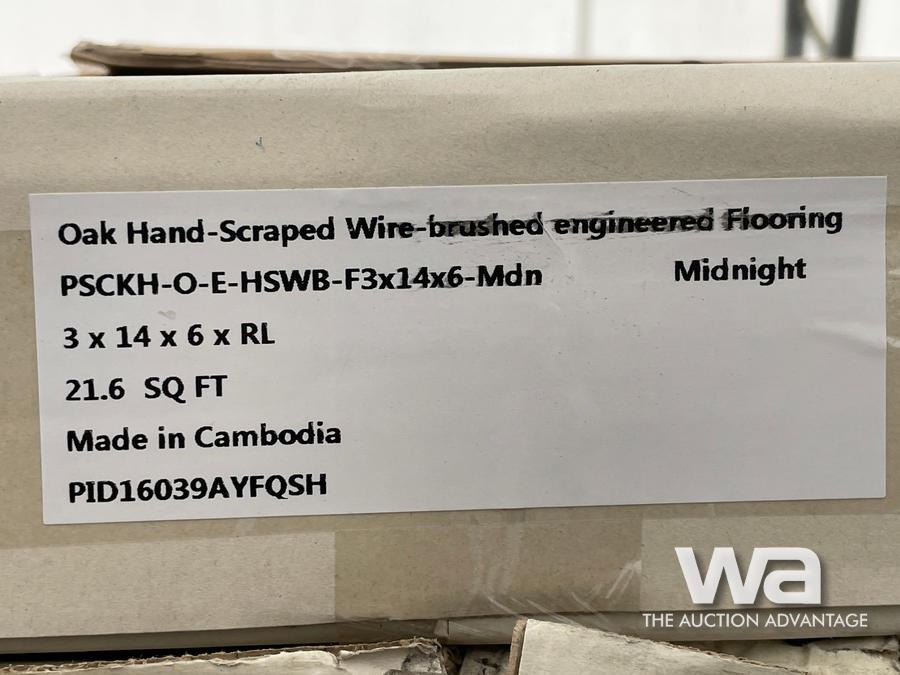 Oak Hand-Scraped Wire-brushed engineered Flooring
PSCKH-O-E-HSWB-F3x14x6-Mdn Midnight
3 x 14 x 6 x RL
21.6 SQ FT
Made in Cambodia
PID16039AYFQSH
wa
THE AUCTION ADVANTAGE